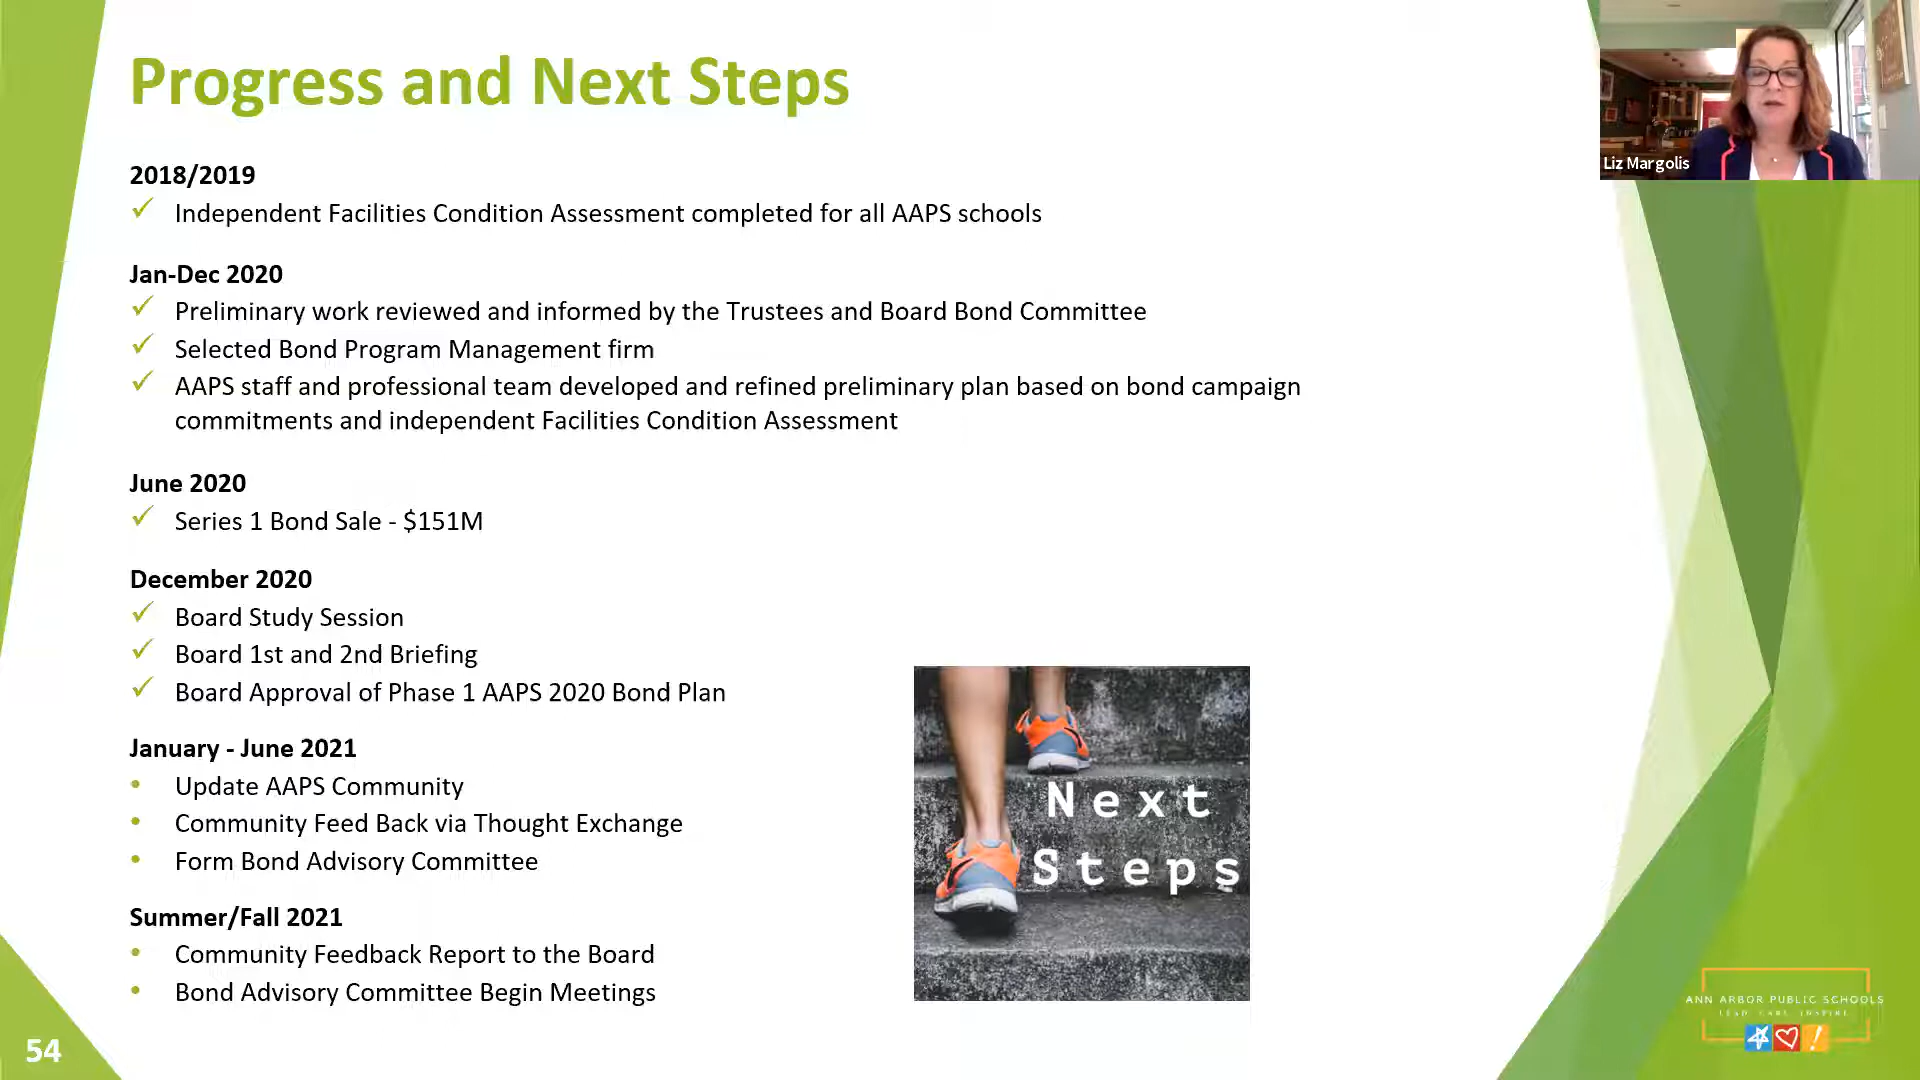 Progress and Next Steps
Liz Margolis
2018/2019
✓ Independent Facilities Condition Assessment completed for all AAPS schools
Jan-Dec 2020
✓ Preliminary work reviewed and informed by the Trustees and Board Bond Committee
✓ Selected Bond Program Management firm
✓ AAPS staff and professional team developed and refined preliminary plan based on bond campaign
commitments and independent Facilities Condition Assessment
June 2020
✓ Series 1 Bond Sale - $151M
December 2020
✓ Board Study Session
✓ Board 1st and 2nd Briefing
✓ Board Approval of Phase 1 AAPS 2020 Bond Plan
January - June 2021
• Update AAPS Community
• Community Feed Back via Thought Exchange
• Form Bond Advisory Committee
Summer/Fall 2021
• Community Feedback Report to the Board
• Bond Advisory Committee Begin Meetings
Next
Steps
ANN ARBOR PUBLIC SCHOOLS
LEAD CARE INSPIRE
54